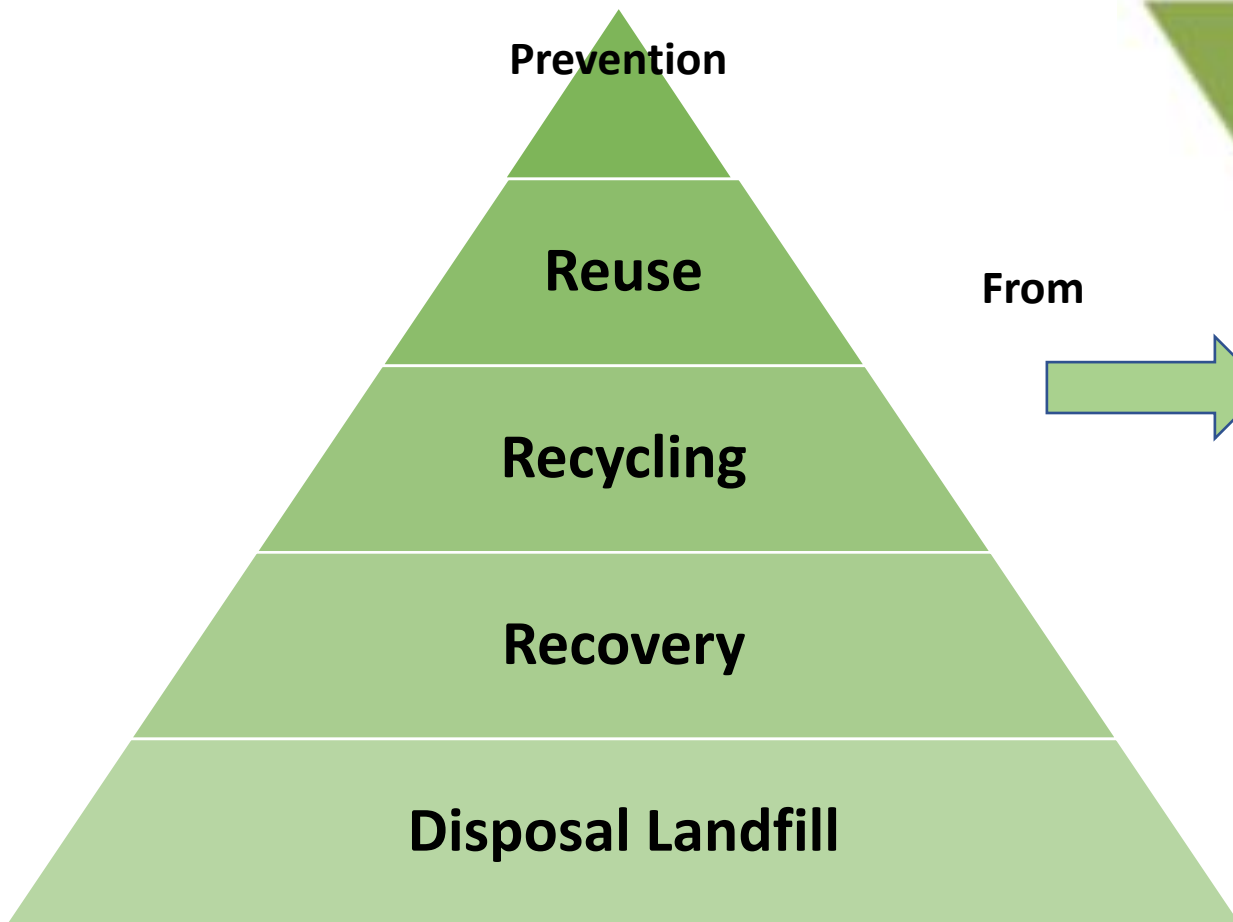 Prevention
Reuse
From
Recycling
Recovery
Disposal Landfill